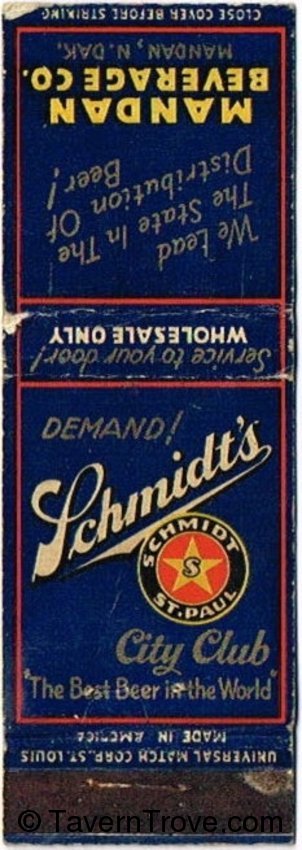 CLOSE COVER BEFORE STRIKING
MANDAN, N. DAK.
BEVERAGE CO.
MANDAN
We Lead In The
The State In
Distribution Of
Beer!
Service to your door!
WHOLESALE ONLY
DEMAND!
Schmidt's
SCHMIDT
S
ST. PAUL
City Club
"The Best Beer in the World"
MADE IN AMERICA
UNIVERSAL MATCH CORP. ST. LOUIS
© TavernTrove.com